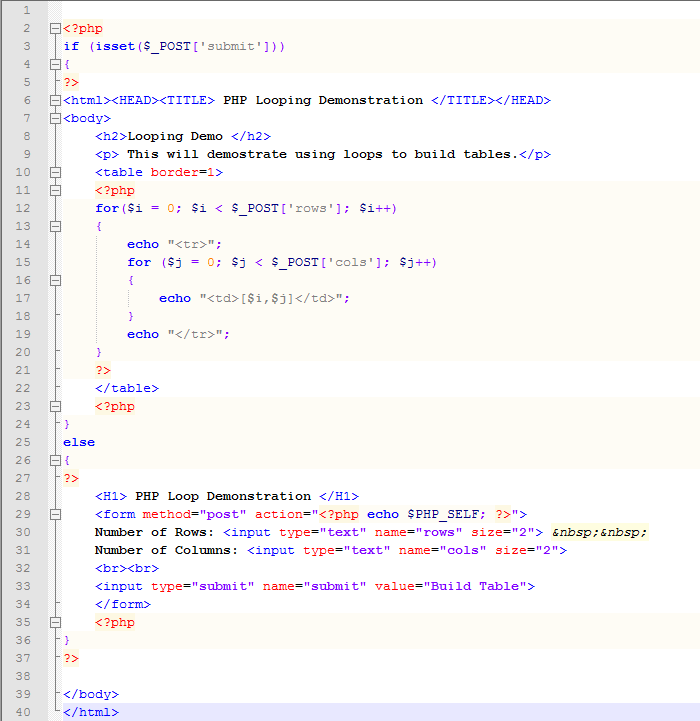 1
2 <?php
3 if (isset($_POST['submit']))
4 {
5 ?>
6 <html><HEAD><TITLE> PHP Looping Demonstration </TITLE></HEAD>
7 <body>
8 <h2>Looping Demo </h2>
9 <p> This will demostrate using loops to build tables.</p>
10 <table border=1>
11 <?php
12 for($i = 0; $i < $_POST['rows']; $i++)
13 {
14 echo "<tr>";
15 for ($j = 0; $j < $_POST['cols']; $j++)
16 {
17 echo "<td>[$i,$j]</td>";
18 }
19 echo "</tr>";
20 }
21 ?>
22 </table>
23 <?php
24 }
25 else
26 {
27 ?>
28 <H1> PHP Loop Demonstration </H1>
29 <form method="post" action="<?php echo $PHP_SELF; ?>">
30 Number of Rows: <input type="text" name="rows" size="2"> &nbsp;&nbsp;
31 Number of Columns: <input type="text" name="cols" size="2">
32 <br><br>
33 <input type="submit" name="submit" value="Build Table">
34 </form>
35 <?php
36 }
37 ?>
38
39 </body>
40 </html>